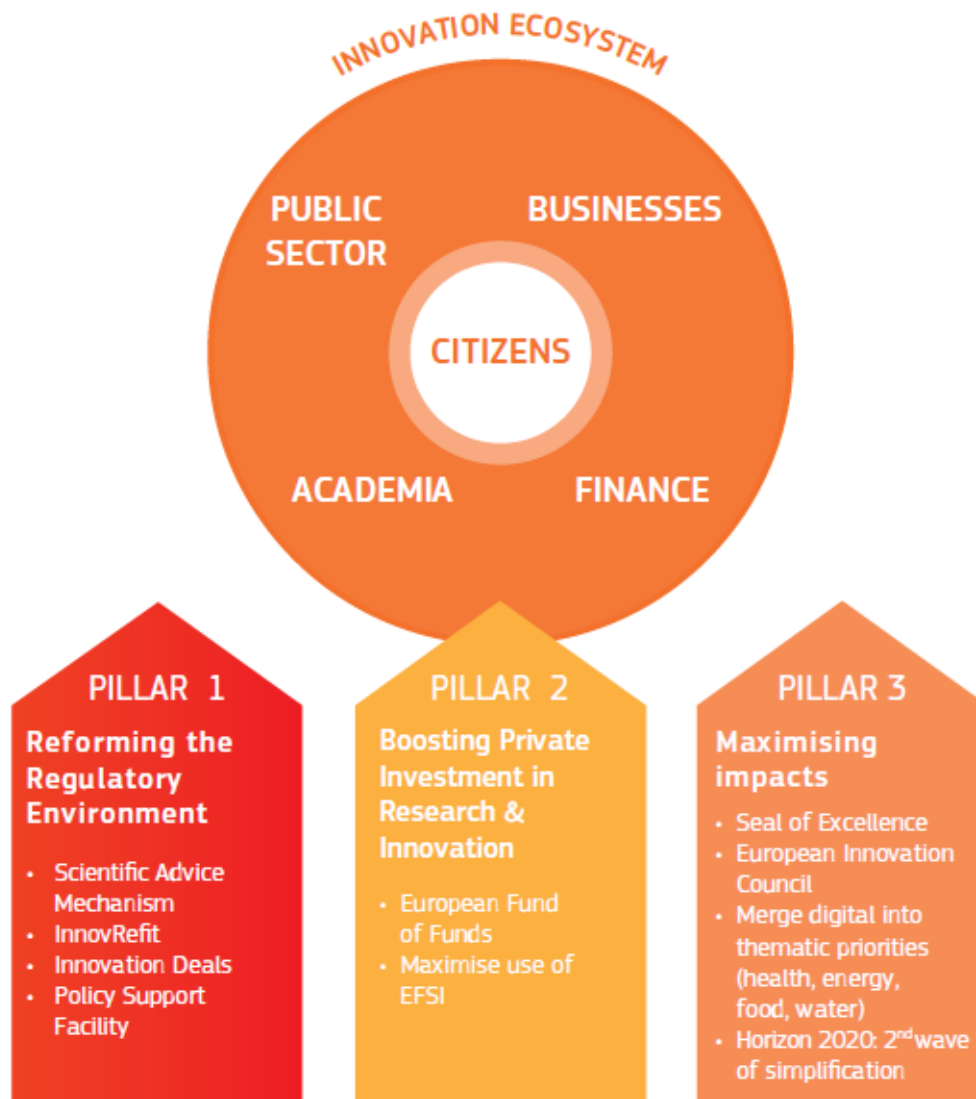 INNOVATION ECOSYSTEM
PUBLIC
SECTOR
BUSINESSES
CITIZENS
ACADEMIA
FINANCE
PILLAR 1
Reforming the
Regulatory
Environment
• Scientific Advice
Mechanism
• InnovRefit
• Innovation Deals
• Policy Support
Facility
PILLAR 2
Boosting Private
Investment in
Research &
Innovation
• European Fund
of Funds
• Maximise use of
EFSI
PILLAR 3
Maximising
impacts
• Seal of Excellence
• European Innovation
Council
• Merge digital into
thematic priorities
(health, energy,
food, water)
• Horizon 2020: 2nd wave
of simplification